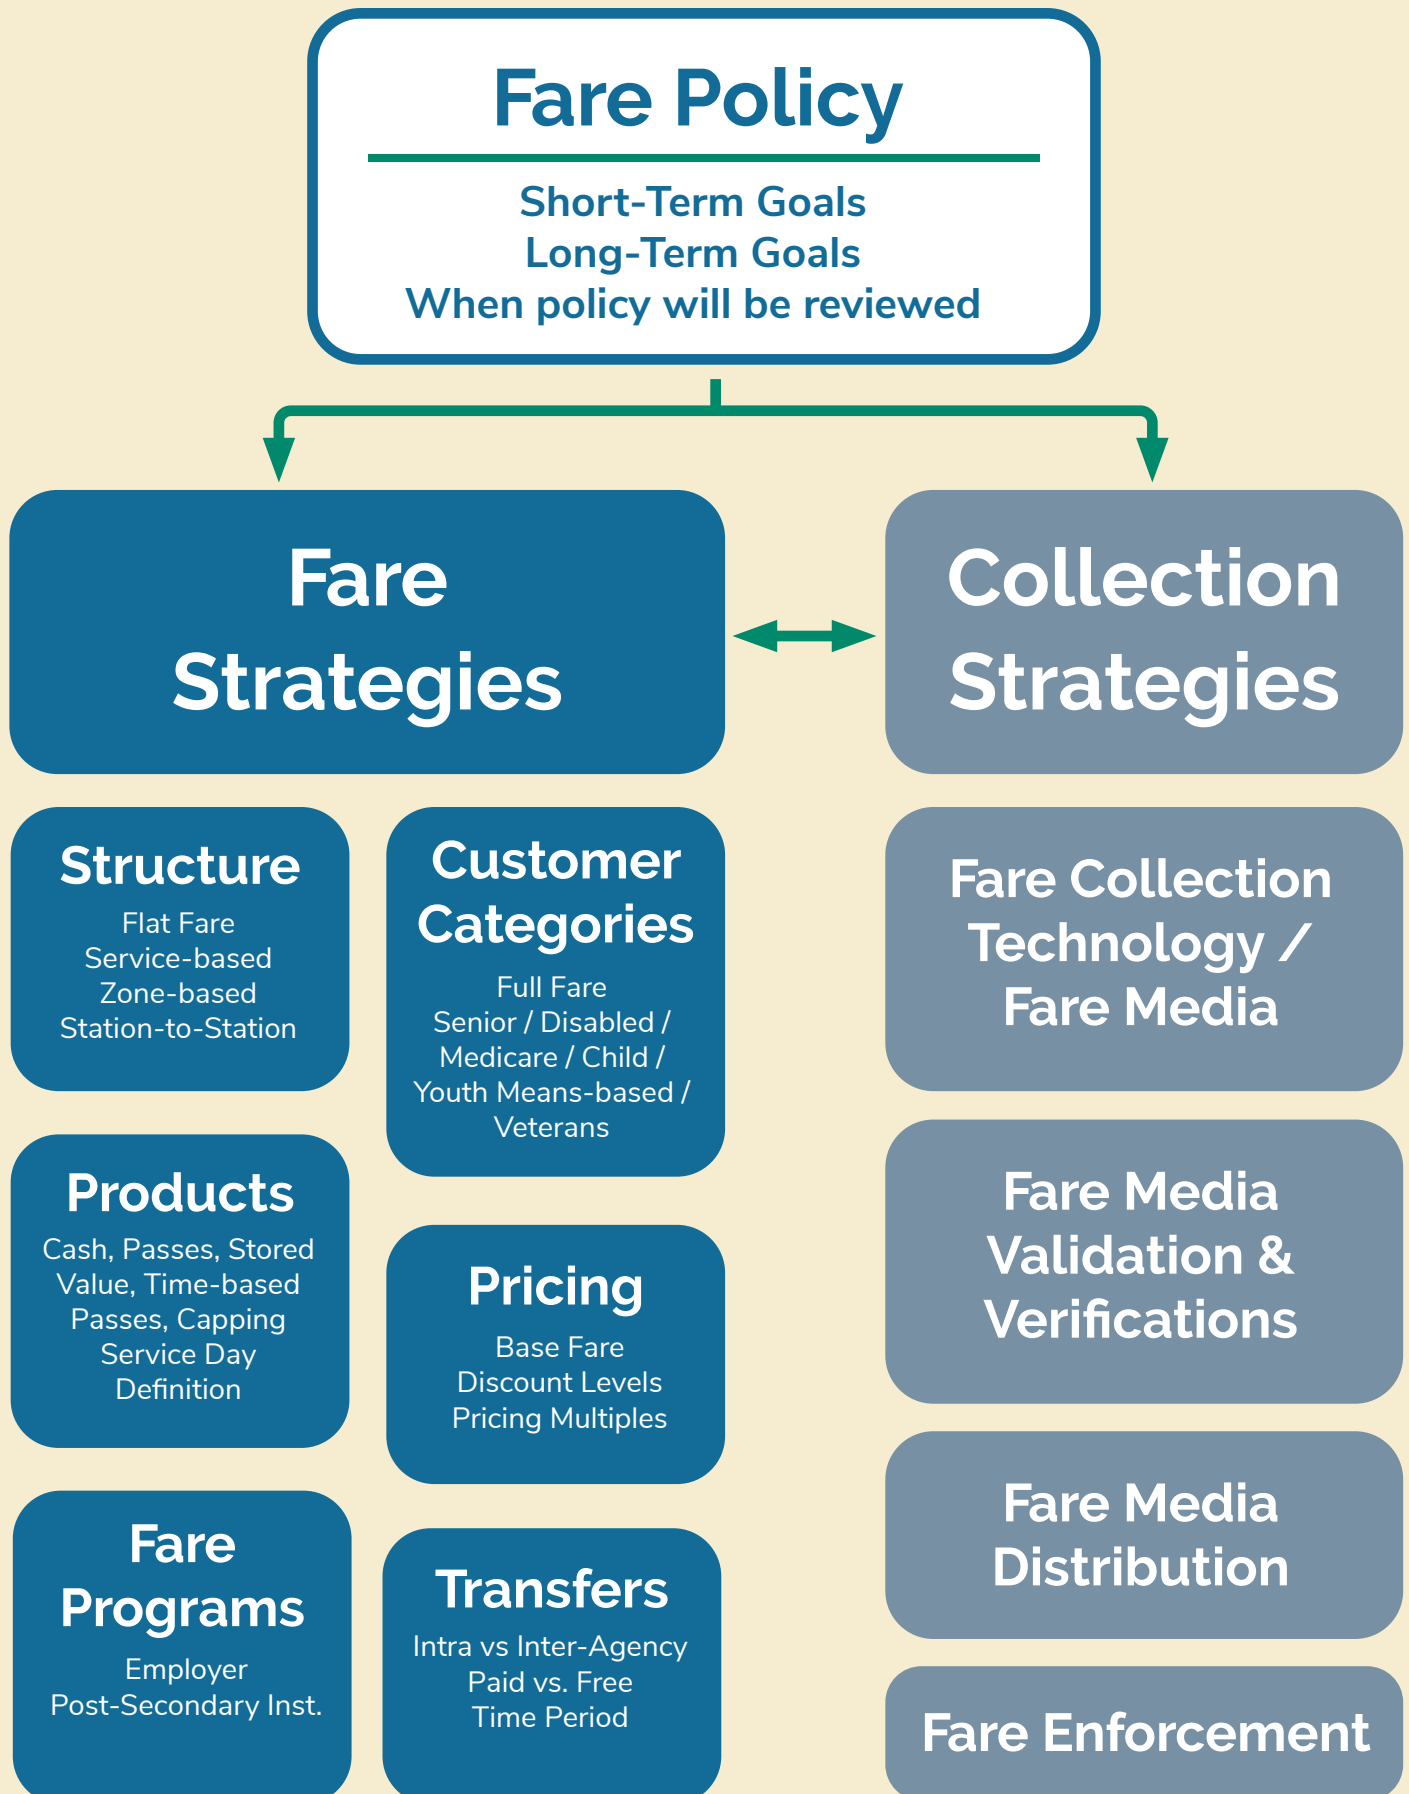 Fare Policy
Short-Term Goals
Long-Term Goals
When policy will be reviewed
Fare
Strategies
Collection
Strategies
Structure
Flat Fare
Service-based
Zone-based
Station-to-Station
Customer
Categories
Full Fare
Senior / Disabled /
Medicare / Child /
Youth Means-based /
Veterans
Products
Cash, Passes, Stored
Value, Time-based
Passes, Capping
Service Day
Definition
Pricing
Base Fare
Discount Levels
Pricing Multiples
Fare
Programs
Employer
Post-Secondary Inst.
Transfers
Intra vs Inter-Agency
Paid vs. Free
Time Period
Fare Collection
Technology /
Fare Media
Fare Media
Validation &
Verifications
Fare Media
Distribution
Fare Enforcement